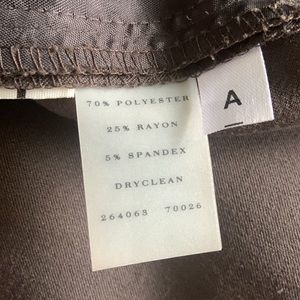 70% POLYESTER
25% RAYON
5% SPANDEX
DRYCLEAN
264063 70026
A